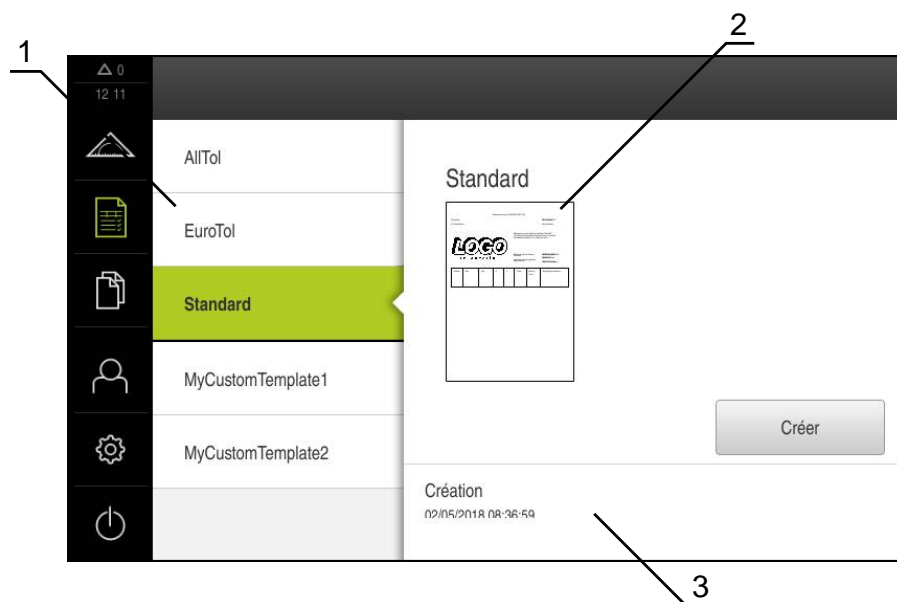 1
2
0
12 11
AllTol
EuroTol
Standard
MyCustomTemplate1
MyCustomTemplate2
Standard
LOGO
Créer
Création
02/05/2018 08:36:59
3